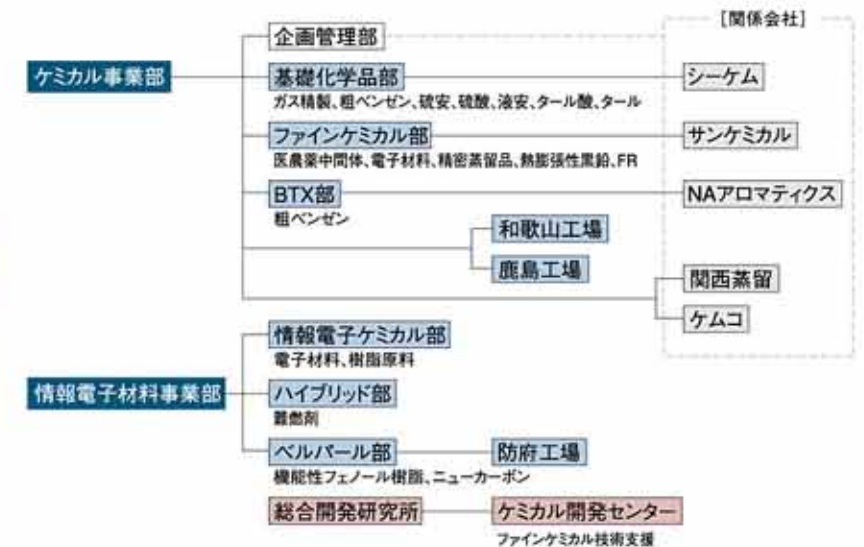 [関係会社]
企画管理部
ケミカル事業部
基礎化学品部
シーケム
ガス精製、粗ベンゼン、硫安、硫酸、液安、タール酸、タール
ファインケミカル部
サンケミカル
医農薬中間体、電子材料、精密蒸留品、熱膨張性黒鉛、FR
BTX部
NAアロマティクス
粗ベンゼン
和歌山工場
鹿島工場
関西蒸留
ケムコ
情報電子ケミカル部
電子材料、樹脂原料
情報電子材料事業部
ハイブリッド部
難燃剤
ベルパール部
防府工場
機能性フェノール樹脂、ニューカーボン
総合開発研究所
ケミカル開発センター
ファインケミカル技術支援